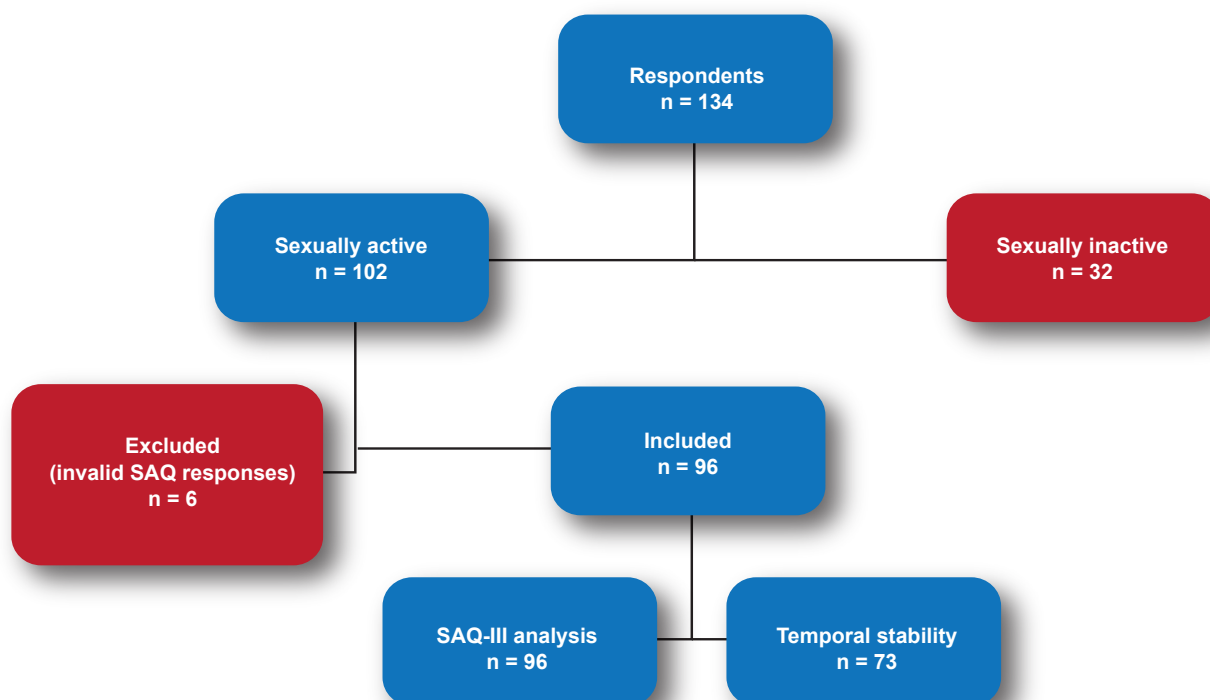 Respondents
n = 134
Sexually active
n = 102
Sexually inactive
n = 32
Excluded
(invalid SAQ responses)
n = 6
Included
n = 96
SAQ-III analysis
n = 96
Temporal stability
n = 73